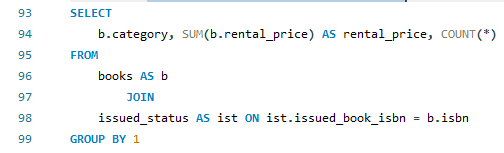 93 SELECT
94 b.category, SUM(b.rental_price) AS rental_price, COUNT(*)
95 FROM
96 books AS b
97 JOIN
98 issued_status AS ist ON ist.issued_book_isbn = b.isbn
99 GROUP BY 1